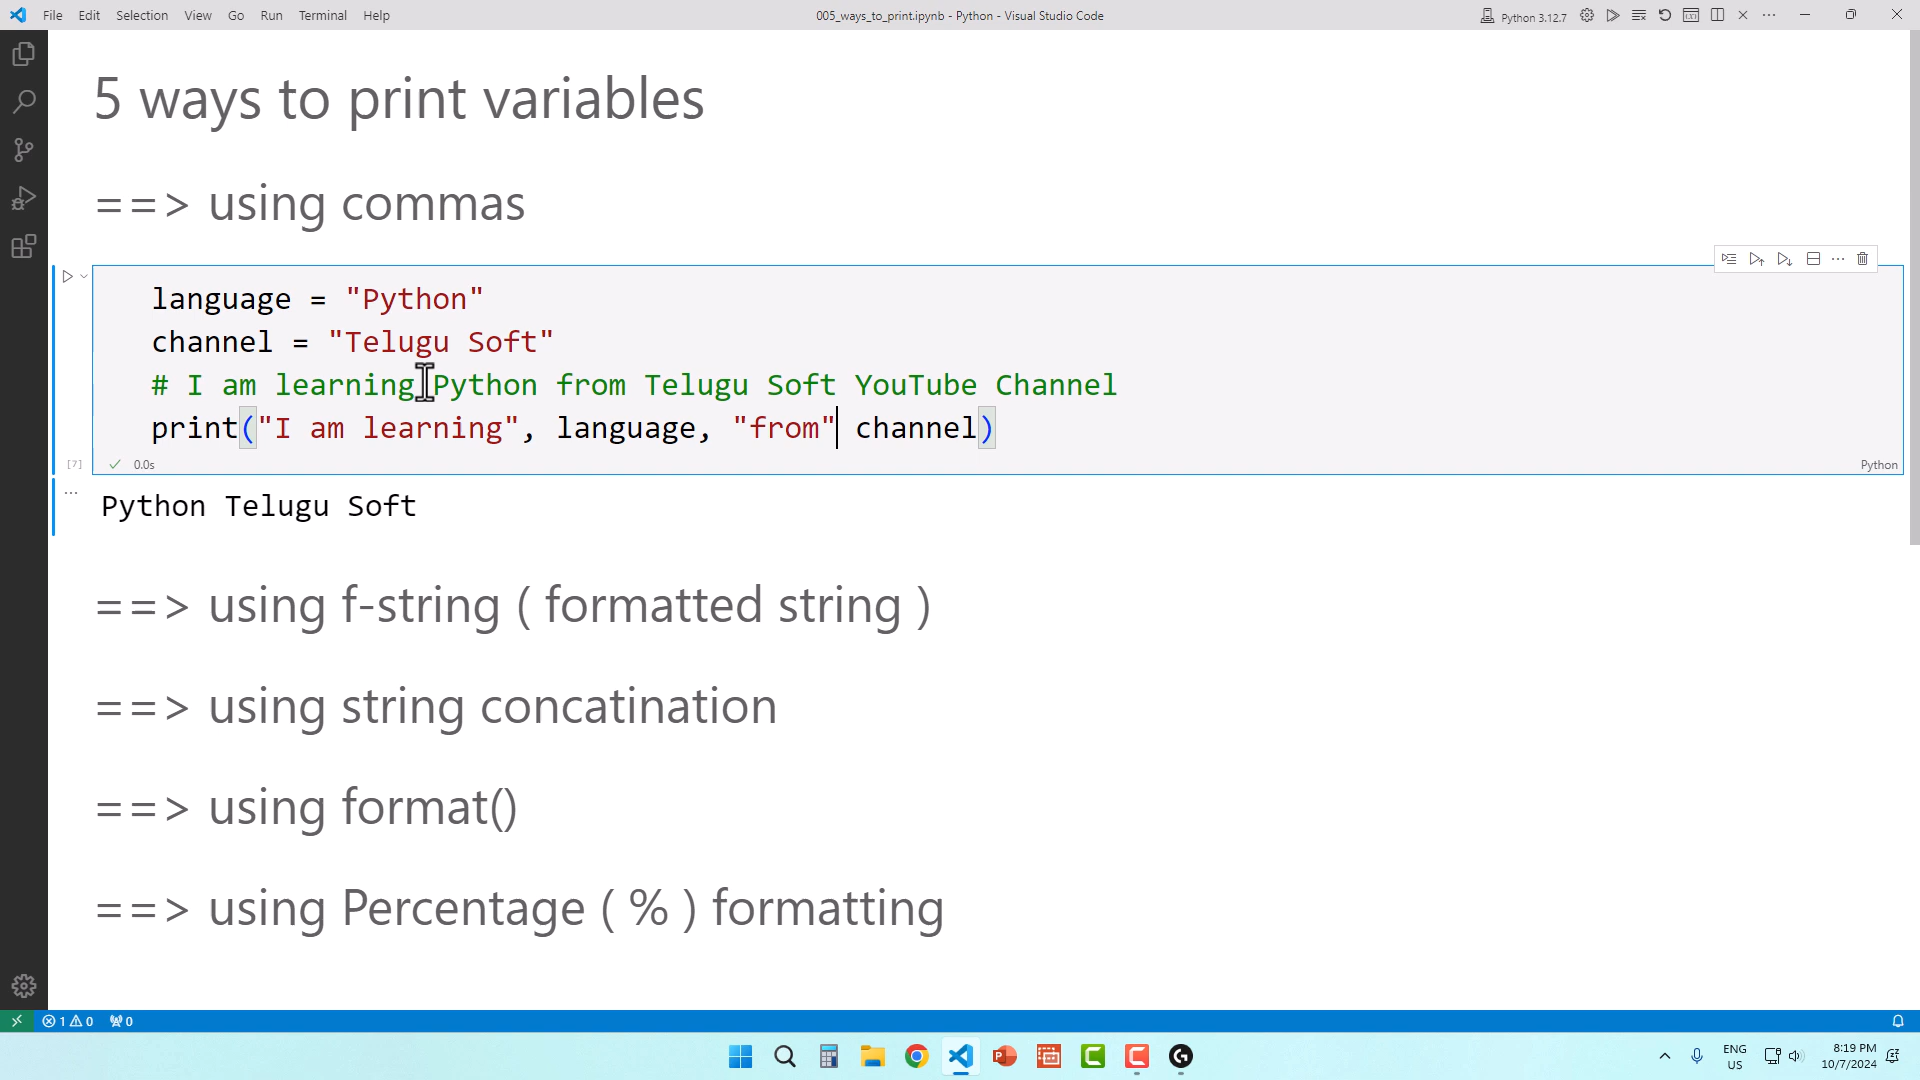 File Edit Selection View Go Run Terminal Help
005_ways_to_print.ipynb - Python - Visual Studio Code
Python 3.12.7
5 ways to print variables
==> using commas
language = "Python"
channel = "Telugu Soft"
# I am learning Python from Telugu Soft YouTube Channel
print("I am learning", language, "from" channel)
[7] 0.0s
Python
Python Telugu Soft
==> using f-string ( formatted string )
==> using string concatination
==> using format()
==> using Percentage ( % ) formatting
1 0 0
ENG
US
8:19 PM
10/7/2024